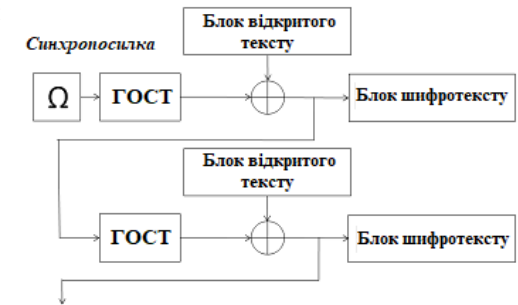 Блок відкритого
тексту
Синхропосилка
Ω
ГОСТ
Блок шифротексту
Блок відкритого
тексту
ГОСТ
Блок шифротексту